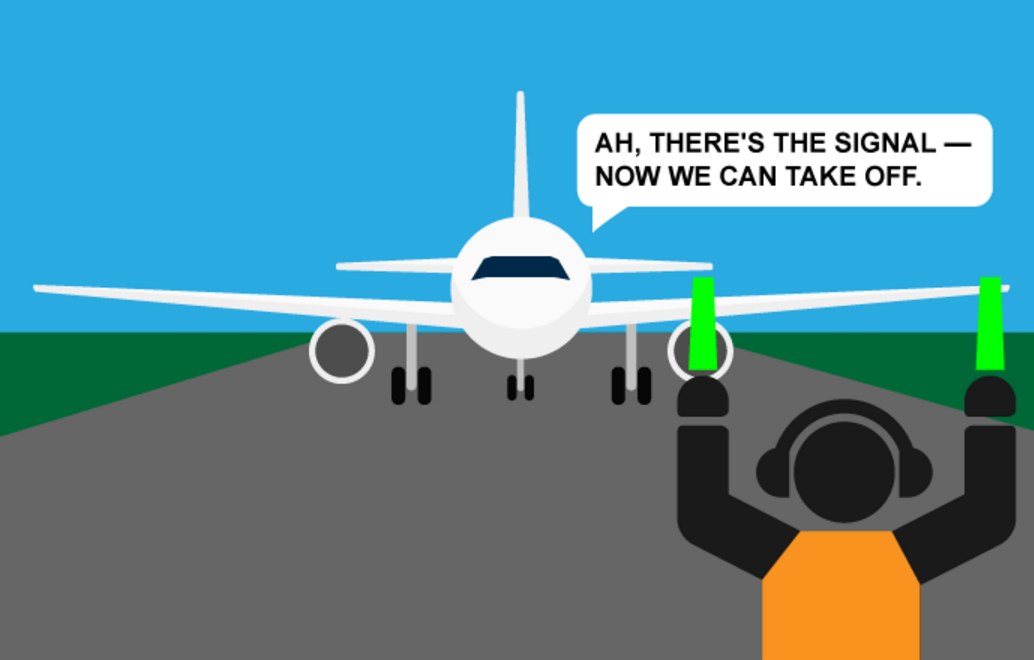 AH, THERE'S THE SIGNAL —
NOW WE CAN TAKE OFF.